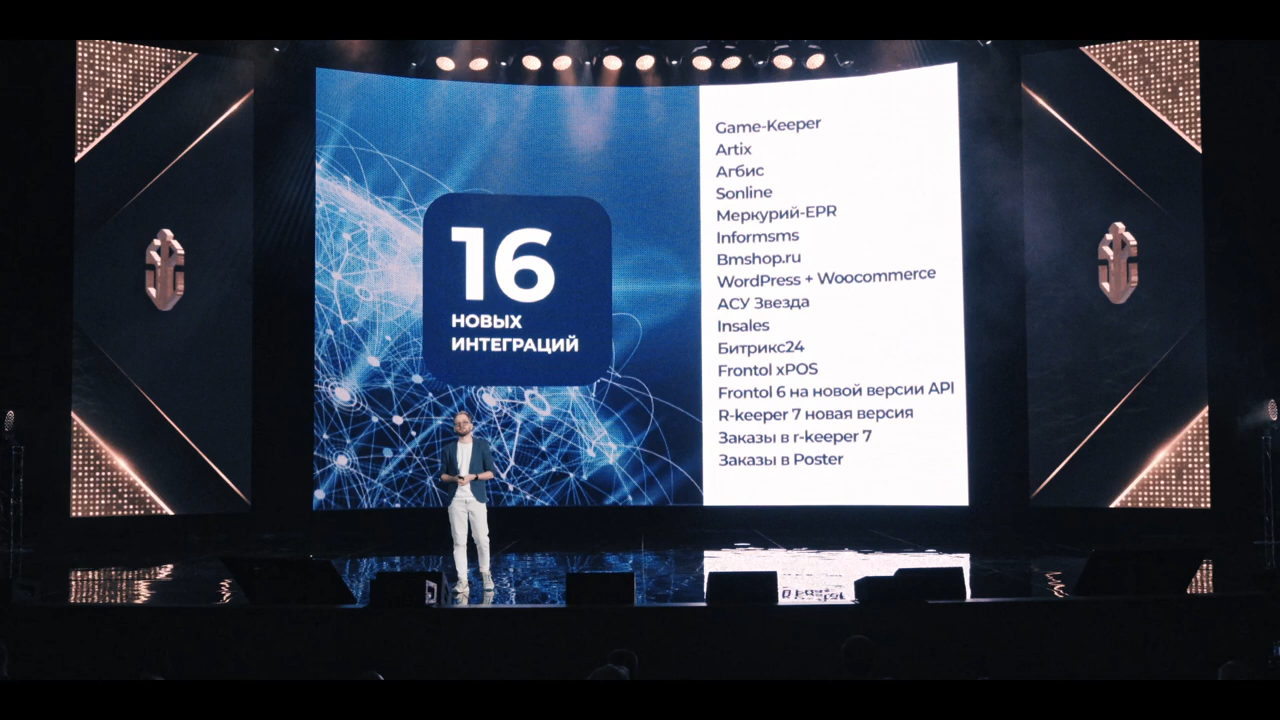 16
НОВЫХ
ИНТЕГРАЦИЙ
Game-Keeper
Artix
Агбис
Sonline
Меркурий-EPR
Informsms
Bmshop.ru
WordPress + Woocommerce
АСУ Звезда
Insales
Битрикс24
Frontol xPOS
Frontol 6 на новой версии API
R-keeper 7 новая версия
Заказы в r-keeper 7
Заказы в Poster